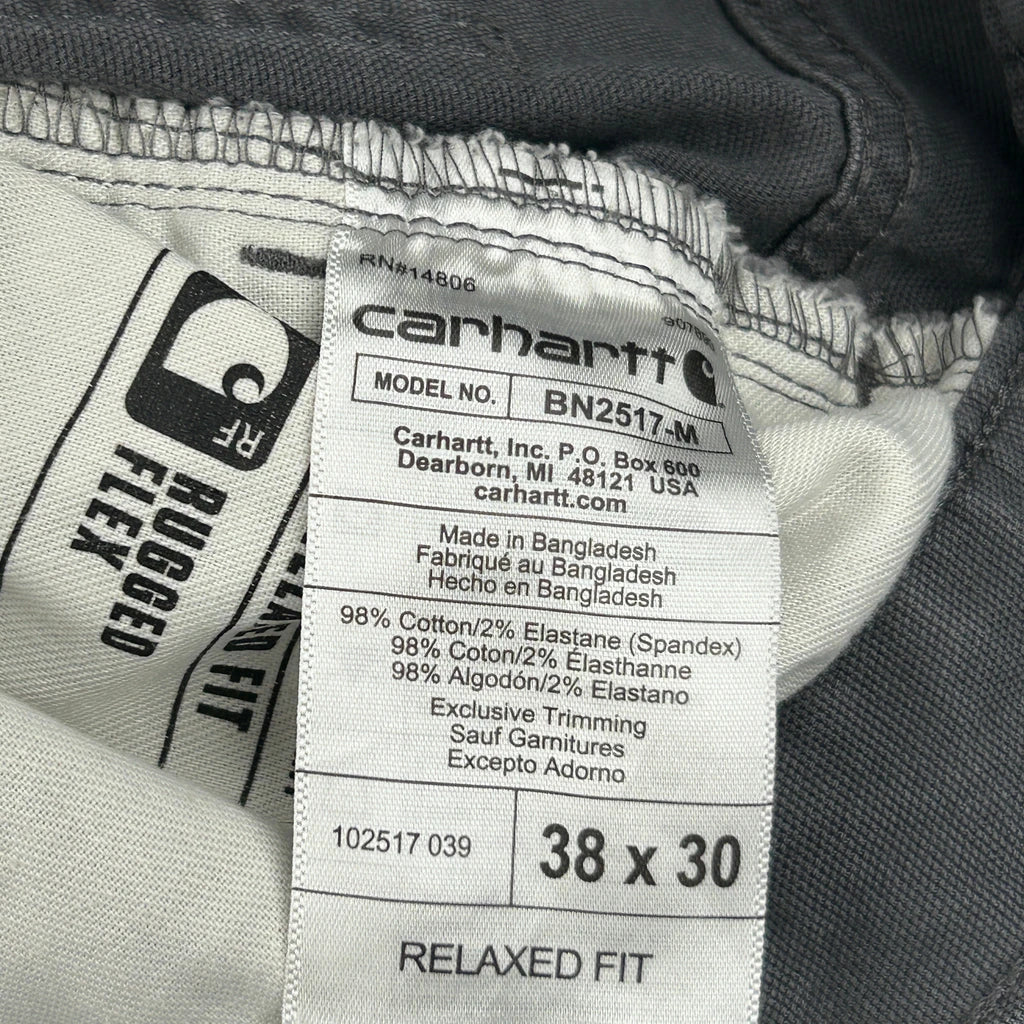 RN#14806
carhartt
MODEL NO. BN2517-M
Carhartt, Inc. P.O. Box 600
Dearborn, MI 48121 USA
carhartt.com
Made in Bangladesh
Fabriqué au Bangladesh
Hecho en Bangladesh
98% Cotton/2% Elastane (Spandex)
98% Coton/2% Élasthanne
98% Algodón/2% Elastano
Exclusive Trimming
Sauf Garnitures
Excepto Adorno
102517 039
38 x 30
RELAXED FIT
RF
RUGGED
FLEX
FIT